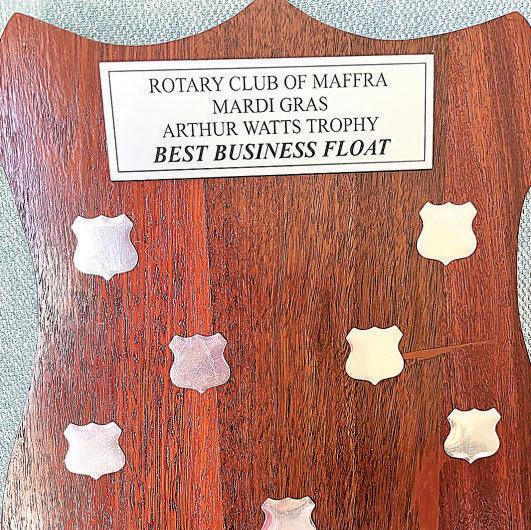 ROTARY CLUB OF MAFFRA
MARDI GRAS
ARTHUR WATTS TROPHY
BEST BUSINESS FLOAT